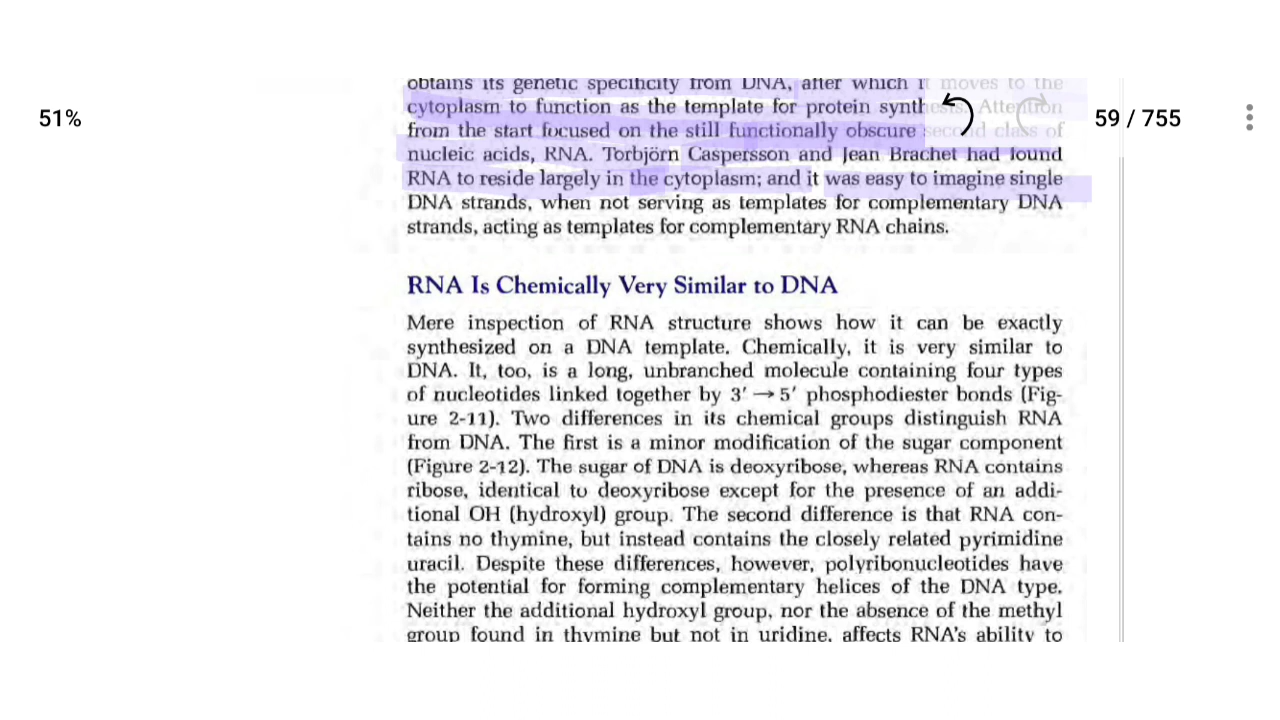 obtains its genetic specificity from DNA, after which it moves to the
51%
cytoplasm to function as the template for protein synthesis. Attention
59 / 755
from the start focused on the still functionally obscure second class of
nucleic acids, RNA. Torbjörn Caspersson and Jean Brachet had found
RNA to reside largely in the cytoplasm; and it was easy to imagine single
DNA strands, when not serving as templates for complementary DNA
strands, acting as templates for complementary RNA chains.
RNA Is Chemically Very Similar to DNA
Mere inspection of RNA structure shows how it can be exactly
synthesized on a DNA template. Chemically, it is very similar to
DNA. It, too, is a long, unbranched molecule containing four types
of nucleotides linked together by 3′ → 5′ phosphodiester bonds (Fig-
ure 2-11). Two differences in its chemical groups distinguish RNA
from DNA. The first is a minor modification of the sugar component
(Figure 2-12). The sugar of DNA is deoxyribose, whereas RNA contains
ribose, identical to deoxyribose except for the presence of an addi-
tional OH (hydroxyl) group. The second difference is that RNA con-
tains no thymine, but instead contains the closely related pyrimidine
uracil. Despite these differences, however, polyribonucleotides have
the potential for forming complementary helices of the DNA type.
Neither the additional hydroxyl group, nor the absence of the methyl
group found in thymine but not in uridine, affects RNA's ability to